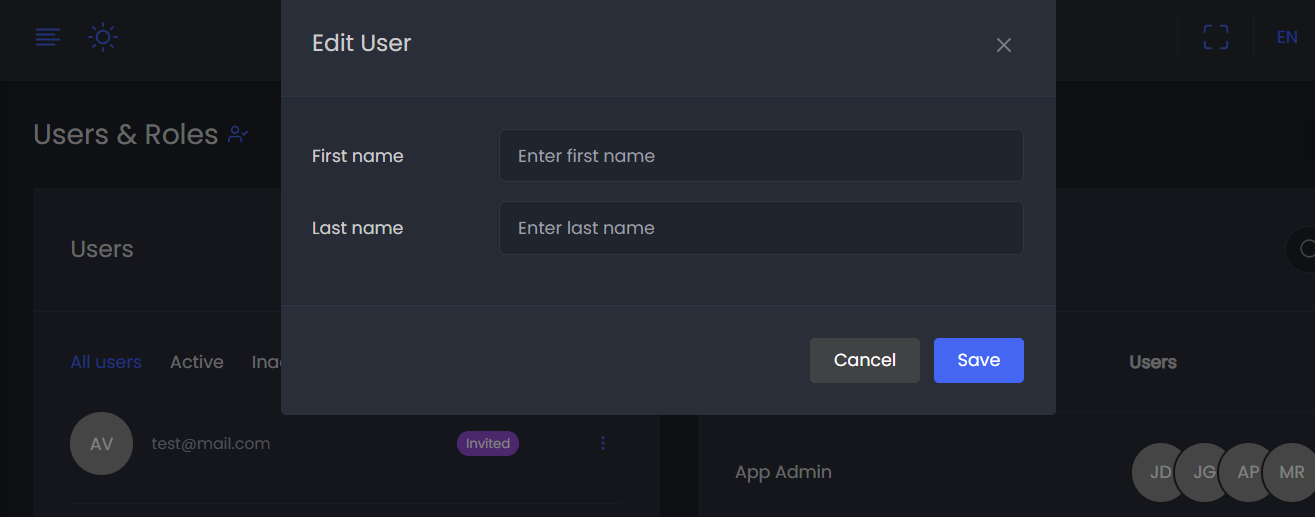 Edit User
EN
Users & Roles
First name
Enter first name
Last name
Enter last name
Users
All users
Active
Cancel
Save
Users
AV
test@mail.com
Invited
App Admin
JD
JG
AP
MR